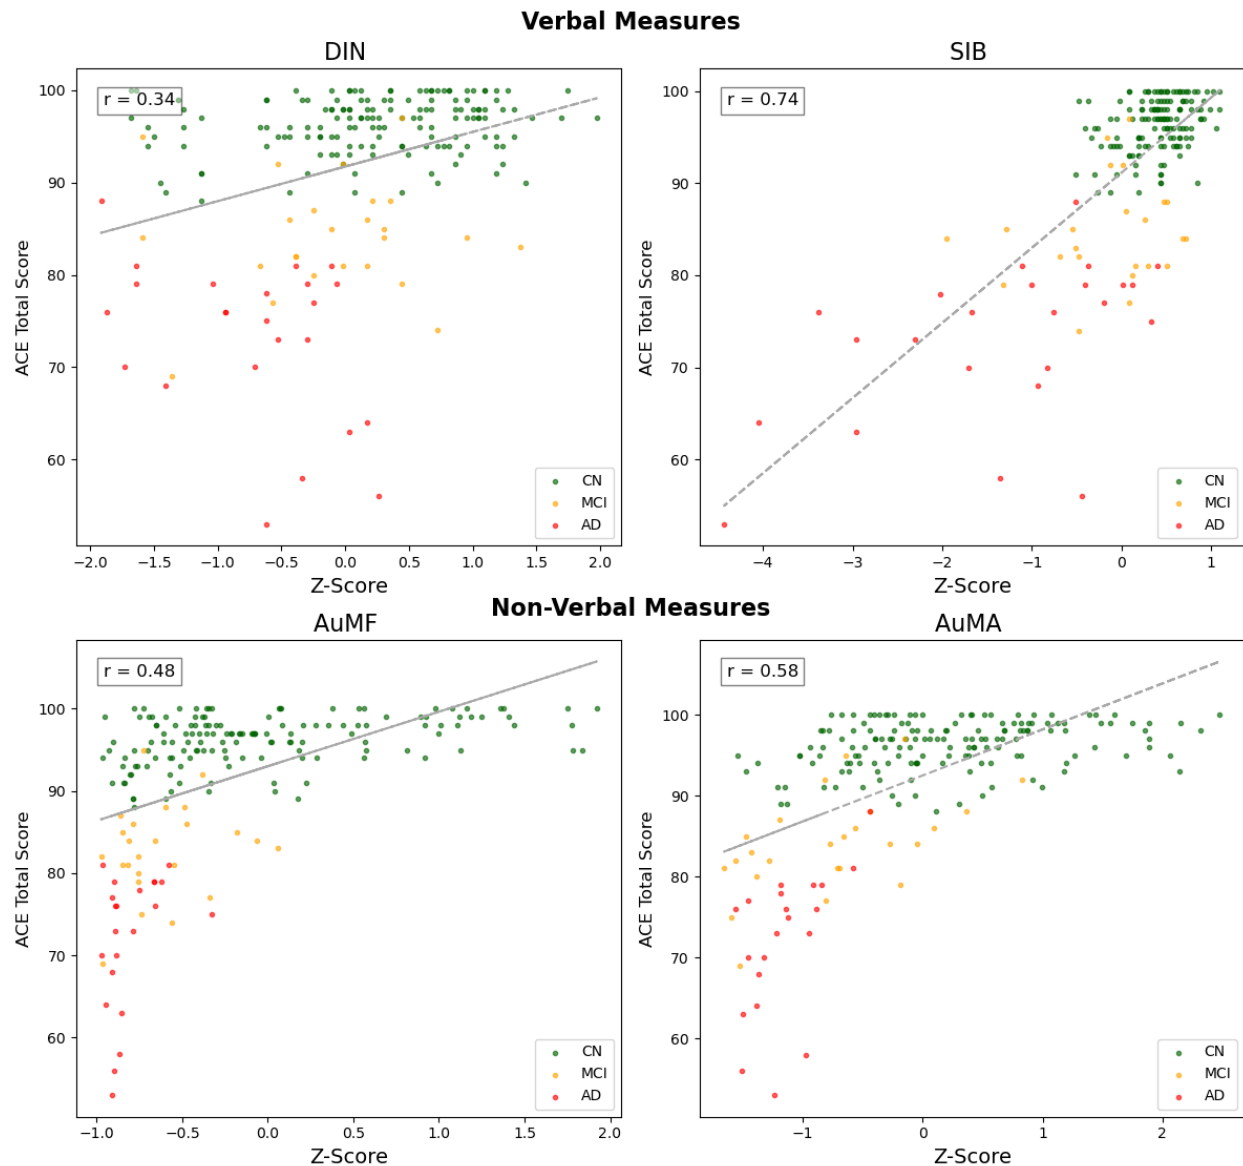 Verbal Measures
DIN
r = 0.34
ACE Total Score
100
90
80
70
60
−2.0 −1.5 −1.0 −0.5 0.0 0.5 1.0 1.5 2.0
Z-Score
CN
MCI
AD
SIB
r = 0.74
ACE Total Score
100
90
80
70
60
−4 −3 −2 −1 0 1
Z-Score
CN
MCI
AD
Non-Verbal Measures
AuMF
r = 0.48
ACE Total Score
100
90
80
70
60
−1.0 −0.5 0.0 0.5 1.0 1.5 2.0
Z-Score
CN
MCI
AD
AuMA
r = 0.58
ACE Total Score
100
90
80
70
60
−1 0 1 2
Z-Score
CN
MCI
AD